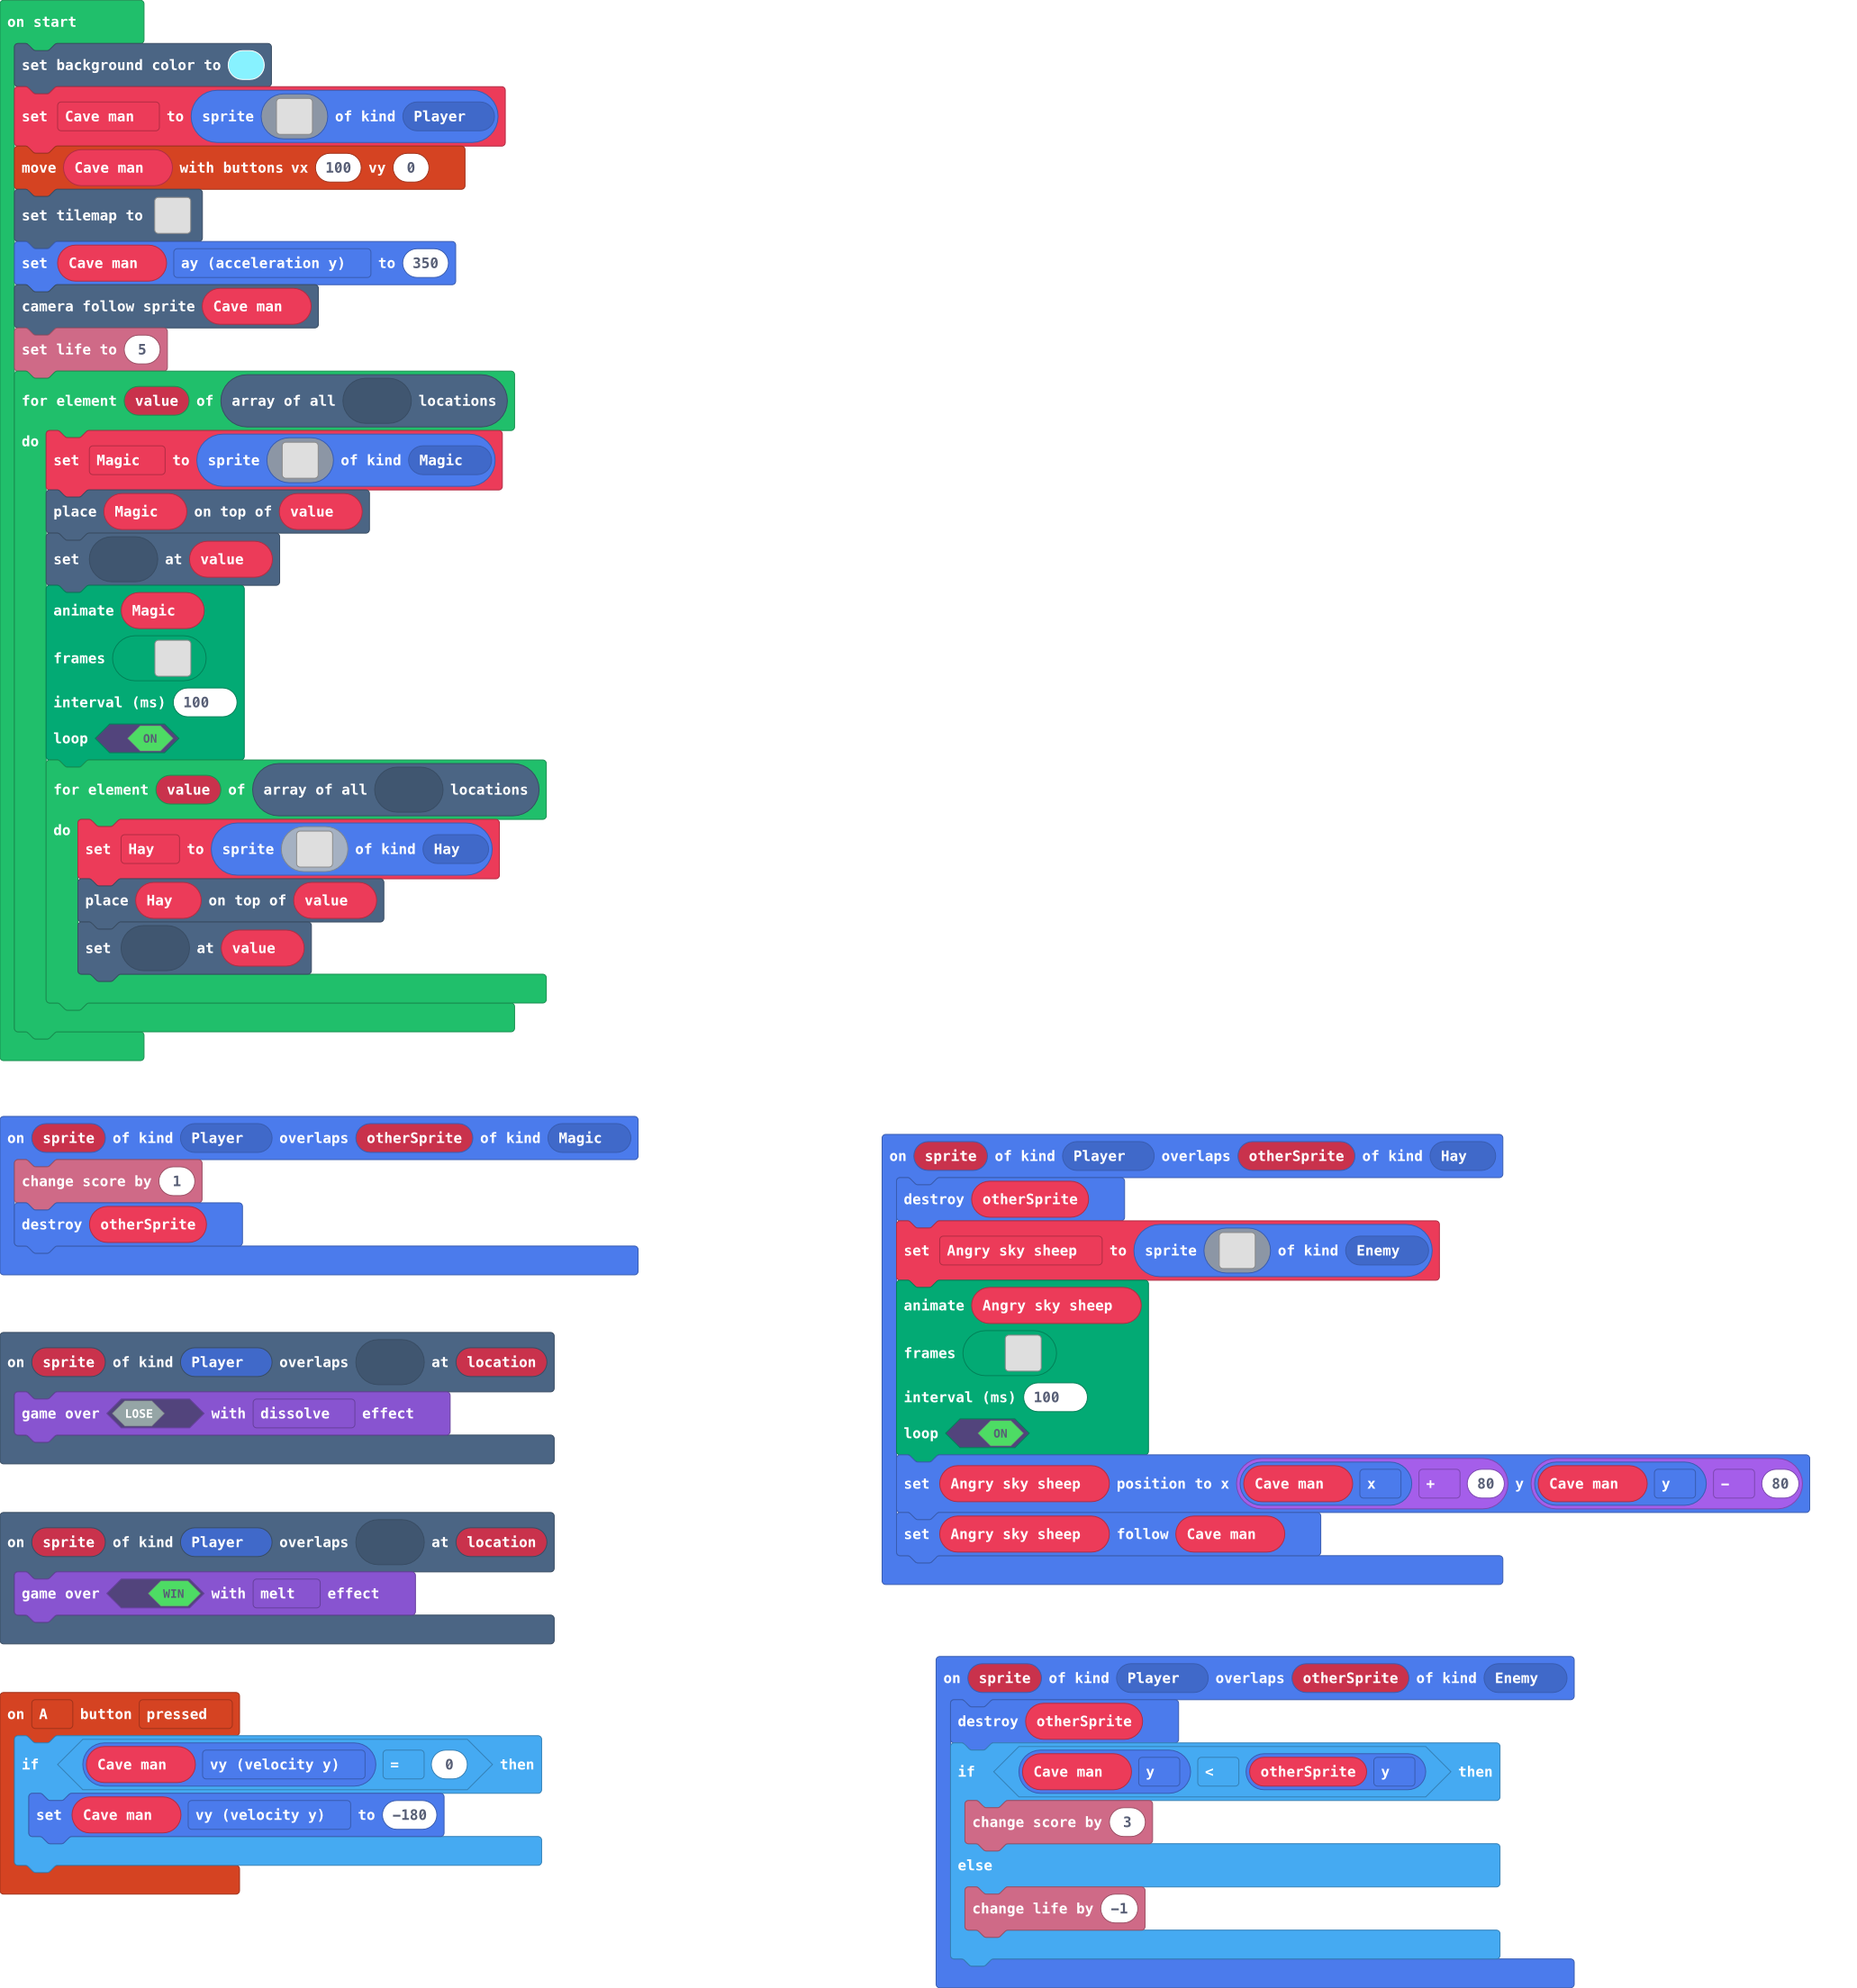 on start
set background color to
set Cave man to sprite of kind Player
move Cave man with buttons vx 100 vy 0
set tilemap to
set Cave man ay (acceleration y) to 350
camera follow sprite Cave man
set life to 5
for element value of array of all locations
do
set Magic to sprite of kind Magic
place Magic on top of value
set at value
animate Magic
frames
interval (ms) 100
loop ON
for element value of array of all locations
do
set Hay to sprite of kind Hay
place Hay on top of value
set at value
on sprite of kind Player overlaps otherSprite of kind Magic
change score by 1
destroy otherSprite
on sprite of kind Player overlaps at location
game over LOSE with dissolve effect
on sprite of kind Player overlaps at location
game over WIN with melt effect
on A button pressed
if Cave man vy (velocity y) = 0 then
set Cave man vy (velocity y) to −180
on sprite of kind Player overlaps otherSprite of kind Hay
destroy otherSprite
set Angry sky sheep to sprite of kind Enemy
animate Angry sky sheep
frames
interval (ms) 100
loop ON
set Angry sky sheep position to x Cave man x + 80 y Cave man y − 80
set Angry sky sheep follow Cave man
on sprite of kind Player overlaps otherSprite of kind Enemy
destroy otherSprite
if Cave man y < otherSprite y then
change score by 3
else
change life by −1